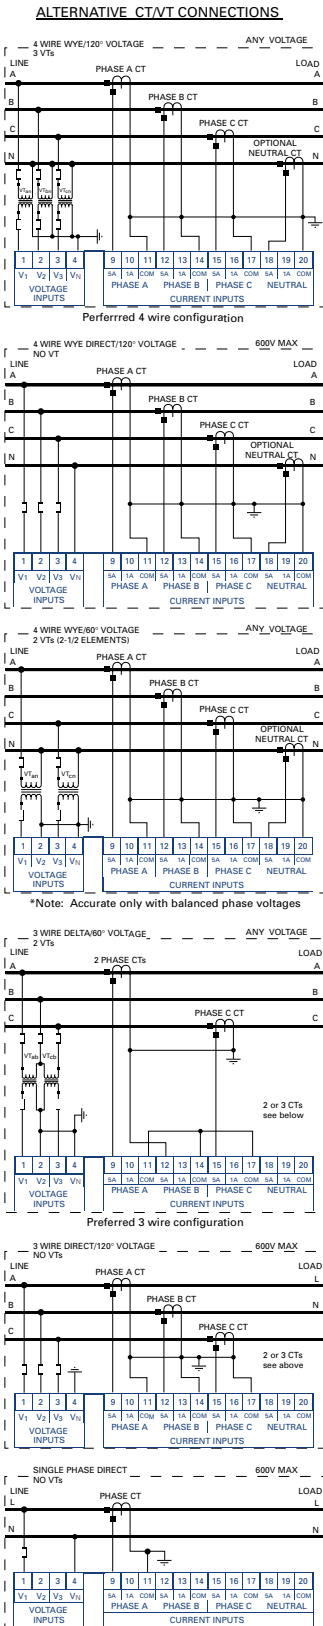 ALTERNATIVE CT/VT CONNECTIONS
4 WIRE WYE/120° VOLTAGE ANY VOLTAGE
3 VTs
LINE LOAD
A PHASE A CT A
B PHASE B CT B
C PHASE C CT C
OPTIONAL
N NEUTRAL CT N
VTan VTbn VTcn
1 2 3 4 9 10 11 12 13 14 15 16 17 18 19 20
V1 V2 V3 VN 5A 1A COM 5A 1A COM 5A 1A COM 5A 1A COM
VOLTAGE INPUTS PHASE A PHASE B PHASE C NEUTRAL
CURRENT INPUTS
Perferrred 4 wire configuration
4 WIRE WYE DIRECT/120° VOLTAGE 600V MAX
NO VT
LINE LOAD
A PHASE A CT A
B PHASE B CT B
C PHASE C CT C
OPTIONAL
N NEUTRAL CT N
1 2 3 4 9 10 11 12 13 14 15 16 17 18 19 20
V1 V2 V3 VN 5A 1A COM 5A 1A COM 5A 1A COM 5A 1A COM
VOLTAGE INPUTS PHASE A PHASE B PHASE C NEUTRAL
CURRENT INPUTS
4 WIRE WYE/60° VOLTAGE ANY VOLTAGE
2 VTs (2-1/2 ELEMENTS)
LINE LOAD
A PHASE A CT A
B PHASE B CT B
C PHASE C CT C
OPTIONAL
N NEUTRAL CT N
VTan VTcn
1 2 3 4 9 10 11 12 13 14 15 16 17 18 19 20
V1 V2 V3 VN 5A 1A COM 5A 1A COM 5A 1A COM 5A 1A COM
VOLTAGE INPUTS PHASE A PHASE B PHASE C NEUTRAL
CURRENT INPUTS
*Note: Accurate only with balanced phase voltages
3 WIRE DELTA/60° VOLTAGE ANY VOLTAGE
2 VTs
LINE LOAD
A 2 PHASE CTs A
B B
C PHASE C CT C
VTab VTcb
2 or 3 CTs
see below
1 2 3 4 9 10 11 12 13 14 15 16 17 18 19 20
V1 V2 V3 VN 5A 1A COM 5A 1A COM 5A 1A COM 5A 1A COM
VOLTAGE INPUTS PHASE A PHASE B PHASE C NEUTRAL
CURRENT INPUTS
Preferred 3 wire configuration
3 WIRE DIRECT/120° VOLTAGE 600V MAX
NO VTs
LINE LOAD
A PHASE A CT L
B PHASE B CT N
C PHASE C CT
2 or 3 CTs
see above
1 2 3 4 9 10 11 12 13 14 15 16 17 18 19 20
V1 V2 V3 VN 5A 1A COM 5A 1A COM 5A 1A COM 5A 1A COM
VOLTAGE INPUTS PHASE A PHASE B PHASE C NEUTRAL
CURRENT INPUTS
SINGLE PHASE DIRECT 600V MAX
NO VTs
LINE LOAD
L PHASE CT L
N N
1 2 3 4 9 10 11 12 13 14 15 16 17 18 19 20
V1 V2 V3 VN 5A 1A COM 5A 1A COM 5A 1A COM 5A 1A COM
VOLTAGE INPUTS PHASE A PHASE B PHASE C NEUTRAL
CURRENT INPUTS